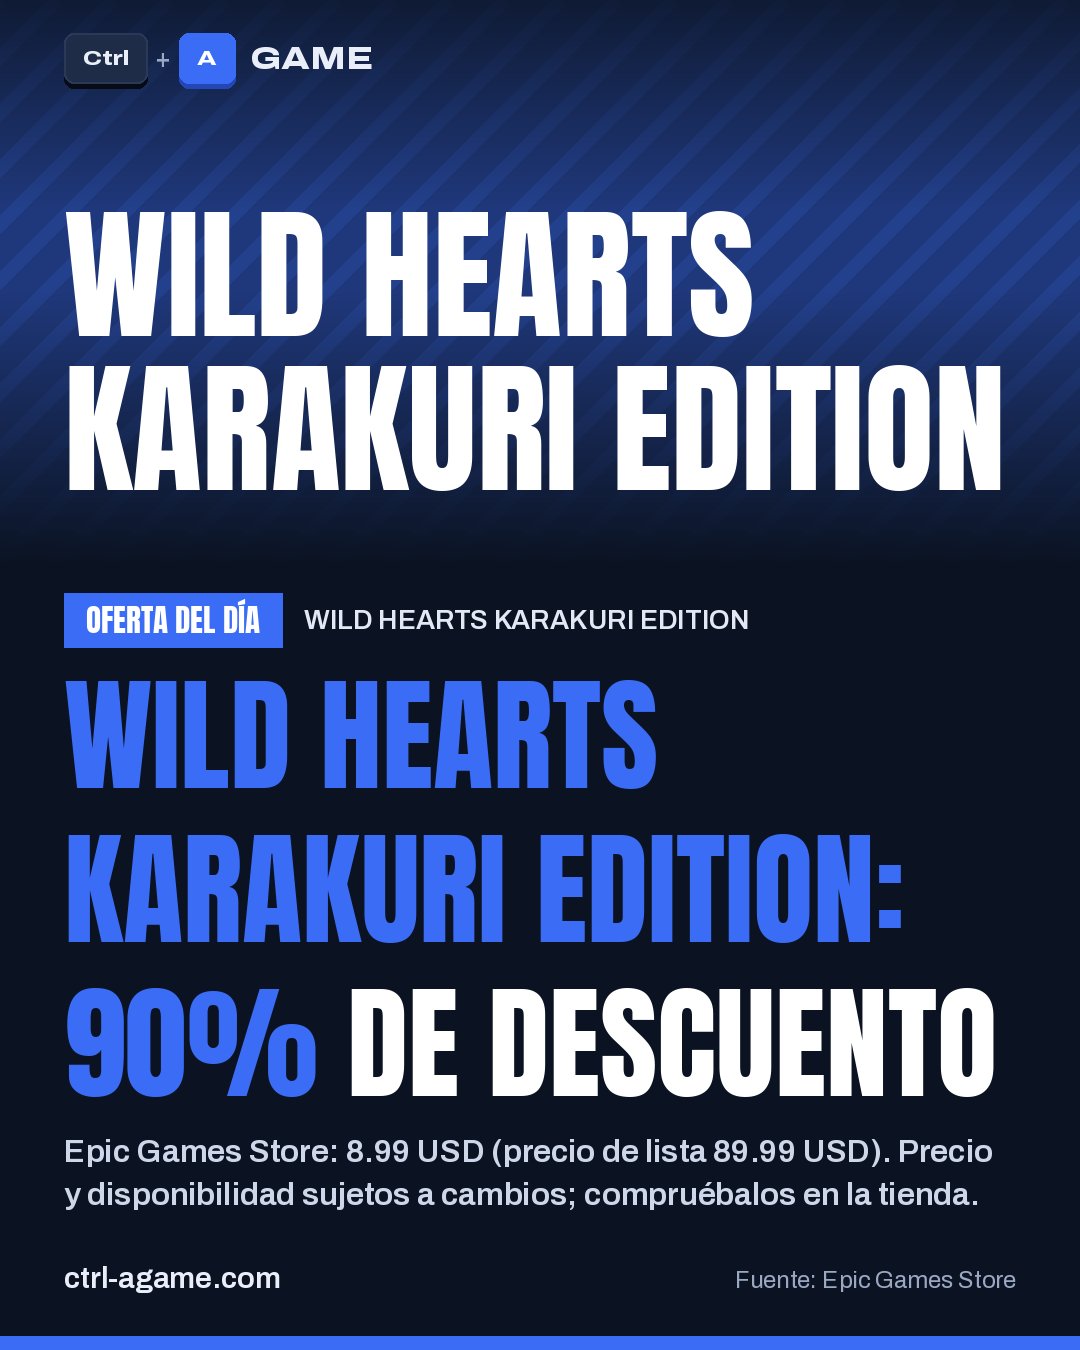 Ctrl + A GAME
WILD HEARTS
KARAKURI EDITION
OFERTA DEL DÍA WILD HEARTS KARAKURI EDITION
WILD HEARTS
KARAKURI EDITION:
90% DE DESCUENTO
Epic Games Store: 8.99 USD (precio de lista 89.99 USD). Precio
y disponibilidad sujetos a cambios; compruébalos en la tienda.
ctrl-agame.com Fuente: Epic Games Store